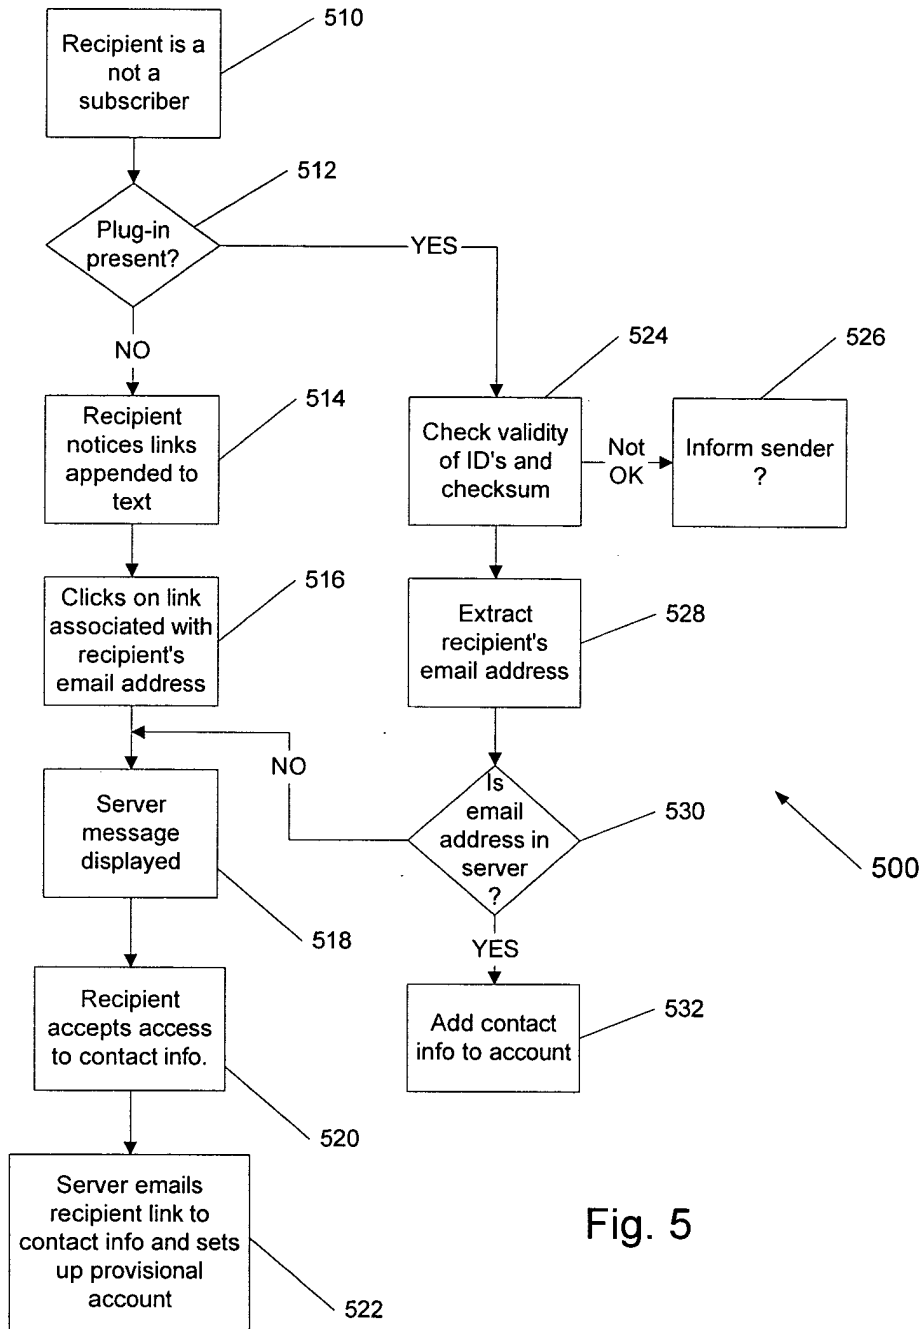 510
Recipient is a
not a
subscriber
512
Plug-in
present?
YES
NO
524
526
514
Recipient
notices links
appended to
text
Check validity
of ID's and
checksum
Not
OK
Inform sender
?
516
Clicks on link
associated with
recipient's
email address
528
Extract
recipient's
email address
NO
Is
email
address in
server
?
530
Server
message
displayed
500
518
YES
Recipient
accepts access
to contact info.
532
Add contact
info to account
520
Server emails
recipient link to
contact info and sets
up provisional
account
522
Fig. 5